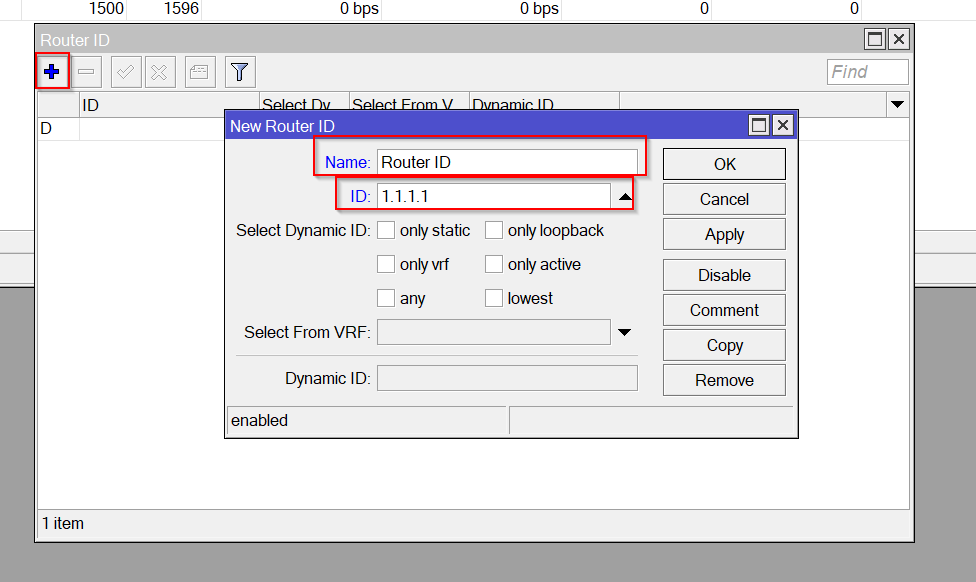 1500 1596 0 bps 0 bps 0 0
Router ID
Find
ID Select Dy... Select From V... Dynamic ID
D
New Router ID
Name: Router ID
OK
ID: 1.1.1.1
Cancel
Select Dynamic ID: only static only loopback
Apply
only vrf only active
Disable
any lowest
Comment
Select From VRF:
Copy
Dynamic ID:
Remove
enabled
1 item